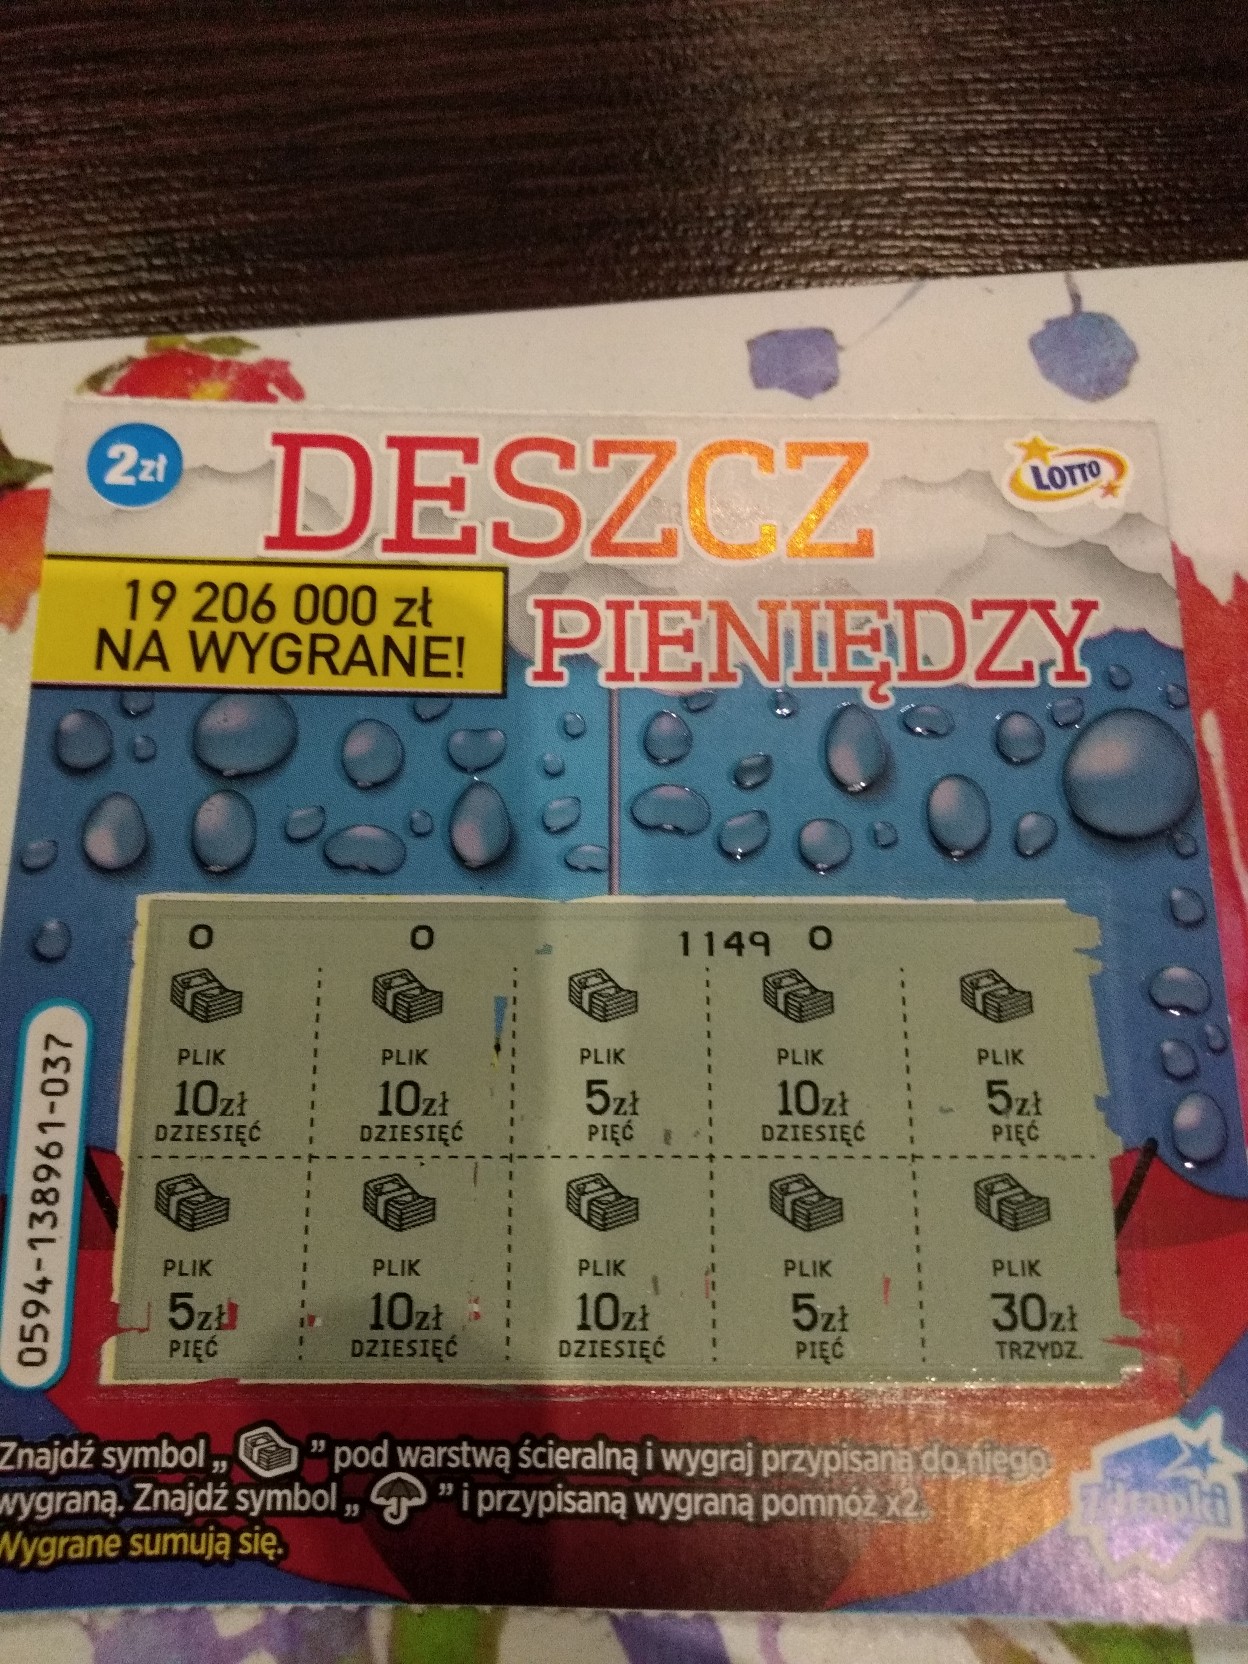 2zł
DESZCZ
LOTTO
19 206 000 zł
NA WYGRANE!
PIENIĘDZY
0 0 1149 0
PLIK PLIK PLIK PLIK PLIK
10zł 10zł 5zł 10zł 5zł
DZIESIĘĆ DZIESIĘĆ PIĘĆ DZIESIĘĆ PIĘĆ
PLIK PLIK PLIK PLIK PLIK
5zł 10zł 10zł 5zł 30zł
PIĘĆ DZIESIĘĆ DZIESIĘĆ PIĘĆ TRZYDZ.
0594-138961-037
Znajdź symbol „ ” pod warstwą ścieralną i wygraj przypisaną do niego
wygraną. Znajdź symbol „ ” i przypisaną wygraną pomnóż x2.
Wygrane sumują się.
Zdrapki